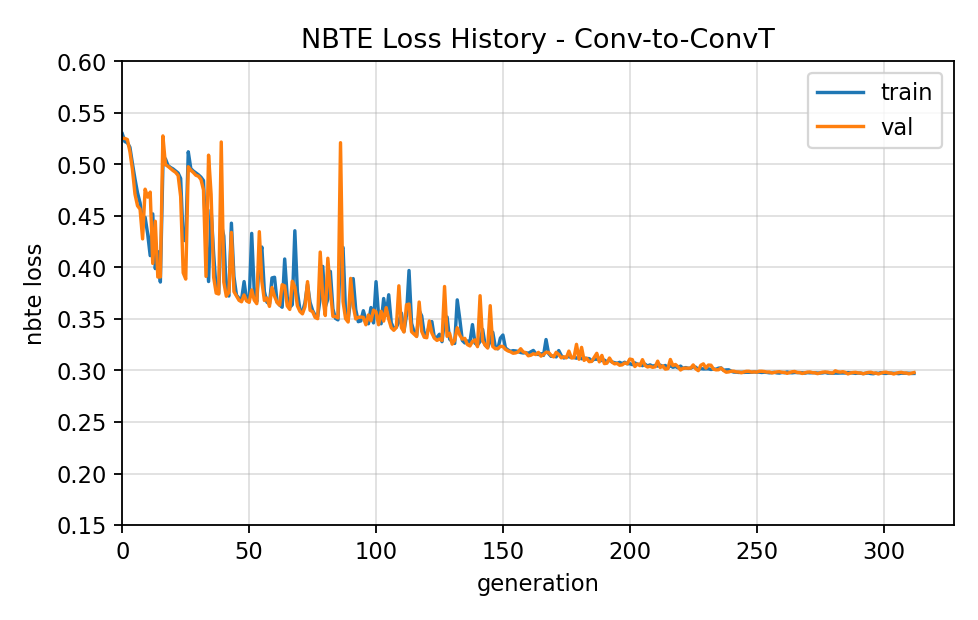 NBTE Loss History - Conv-to-ConvT
train
val
nbte loss
0.60
0.55
0.50
0.45
0.40
0.35
0.30
0.25
0.20
0.15
0 50 100 150 200 250 300
generation